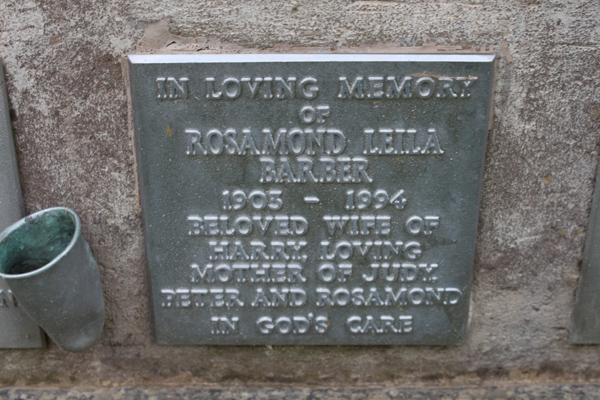 IN LOVING MEMORY
OF
ROSAMOND LEILA
BARBER
1903 - 1994
BELOVED WIFE OF
HARRY, LOVING
MOTHER OF JUDY,
PETER AND ROSAMOND
IN GOD'S CARE